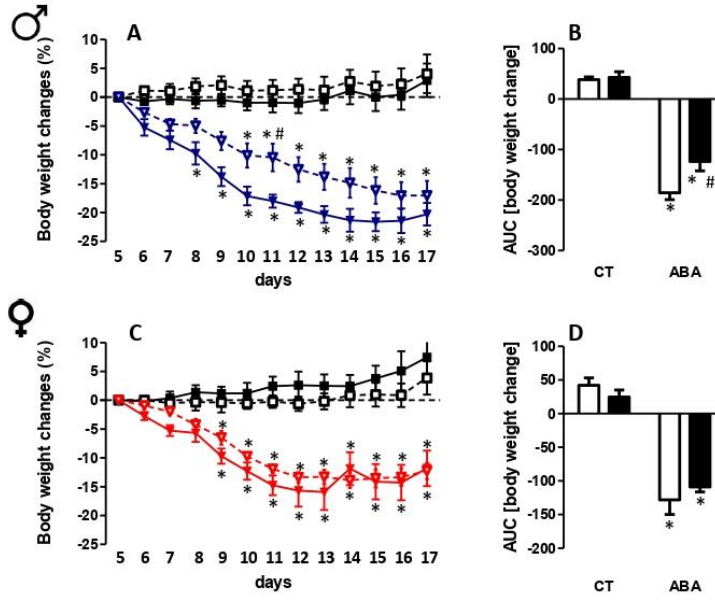 ♂
A
Body weight changes (%)
10
5
0
-5
-10
-15
-20
-25
* *# * * * * * *
* * * * * * * * * *
5 6 7 8 9 10 11 12 13 14 15 16 17
days
B
AUC [body weight change]
100
0
-100
-200
-300
* * #
CT ABA
♀
C
Body weight changes (%)
10
5
0
-5
-10
-15
-20
-25
* * * * * * * * *
* * * * * * * * *
5 6 7 8 9 10 11 12 13 14 15 16 17
days
D
AUC [body weight change]
100
50
0
-50
-100
-150
-200
* *
CT ABA